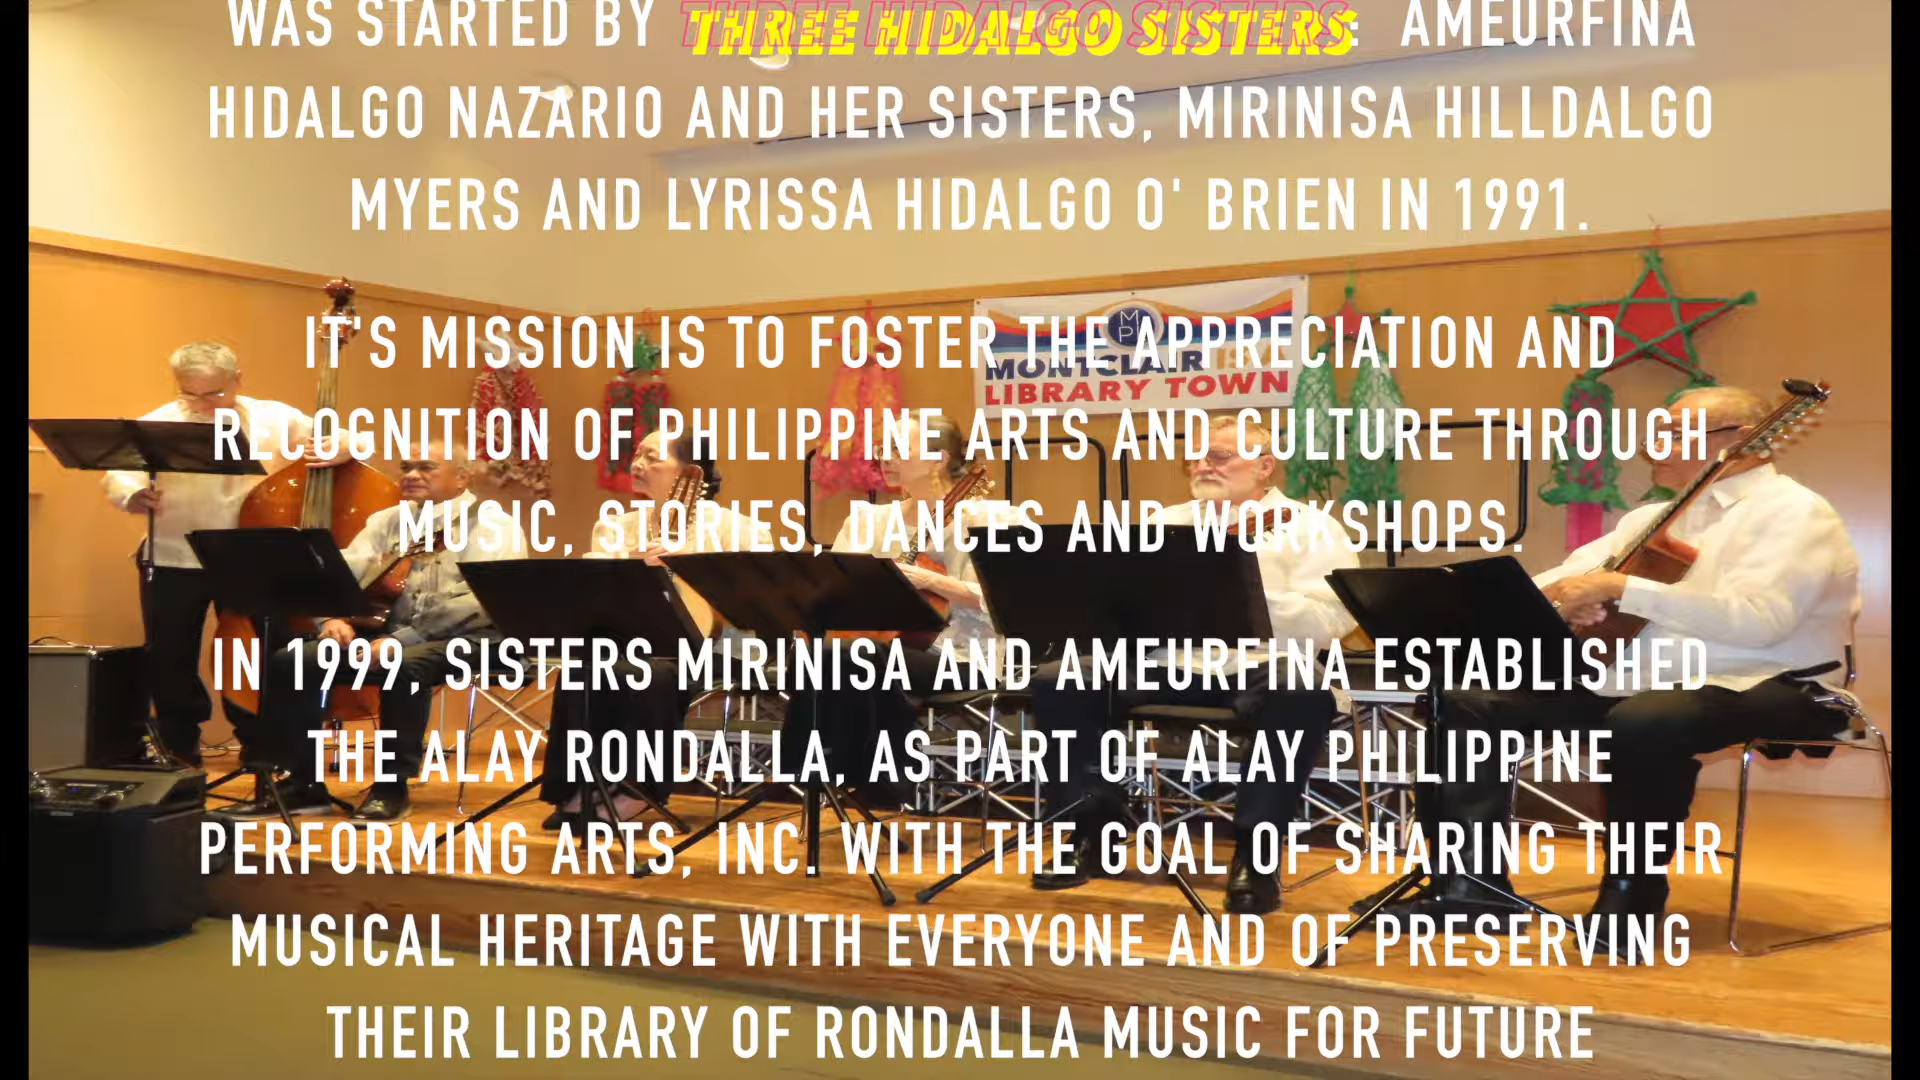 WAS STARTED BY THREE HIDALGO SISTERS: AMEURFINA
HIDALGO NAZARIO AND HER SISTERS, MIRINISA HILLDALGO
MYERS AND LYRISSA HIDALGO O' BRIEN IN 1991.
IT'S MISSION IS TO FOSTER THE APPRECIATION AND
RECOGNITION OF PHILIPPINE ARTS AND CULTURE THROUGH
MUSIC, STORIES, DANCES AND WORKSHOPS.
IN 1999, SISTERS MIRINISA AND AMEURFINA ESTABLISHED
THE ALAY RONDALLA, AS PART OF ALAY PHILIPPINE
PERFORMING ARTS, INC. WITH THE GOAL OF SHARING THEIR
MUSICAL HERITAGE WITH EVERYONE AND OF PRESERVING
THEIR LIBRARY OF RONDALLA MUSIC FOR FUTURE
MPL
MONTCLAIR IS A
LIBRARY TOWN